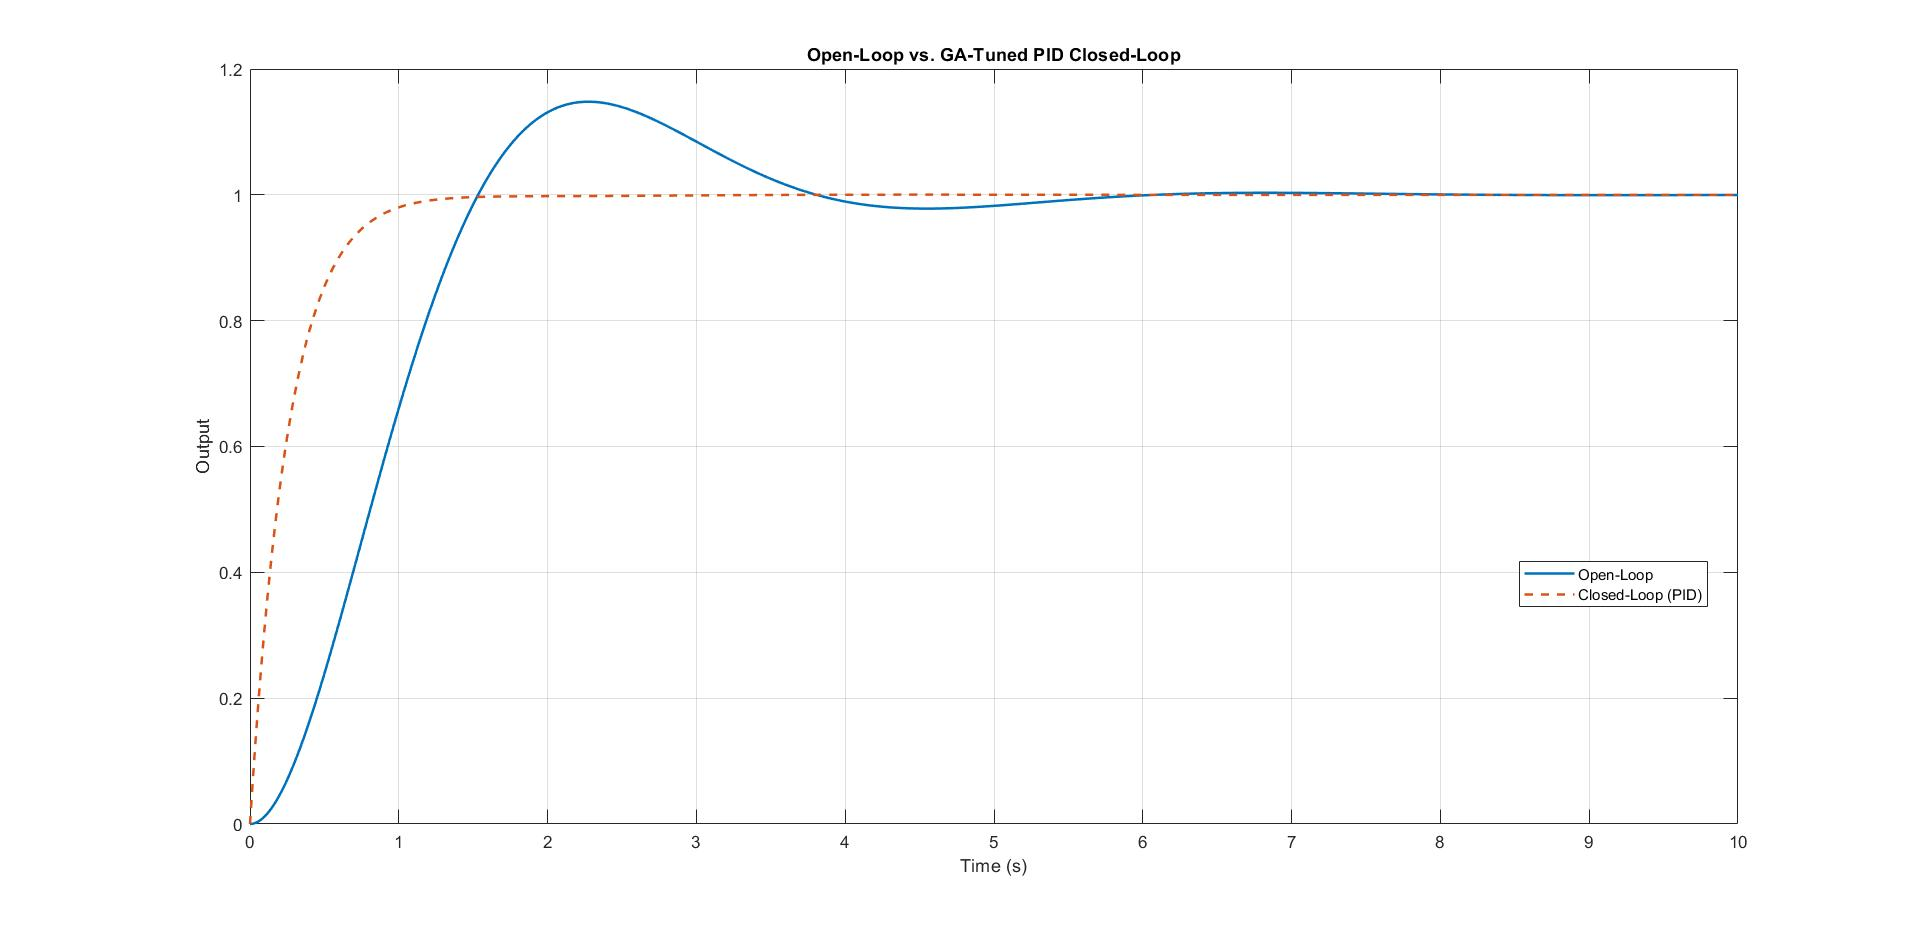 Open-Loop vs. GA-Tuned PID Closed-Loop
1.2
1
0.8
0.6
0.4
0.2
0
Output
Open-Loop
Closed-Loop (PID)
0 1 2 3 4 5 6 7 8 9 10
Time (s)